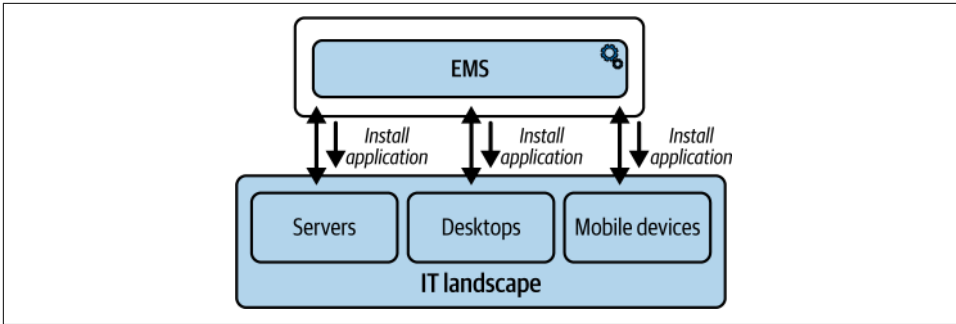 EMS
Install
application
Install
application
Install
application
Servers
Desktops
Mobile devices
IT landscape